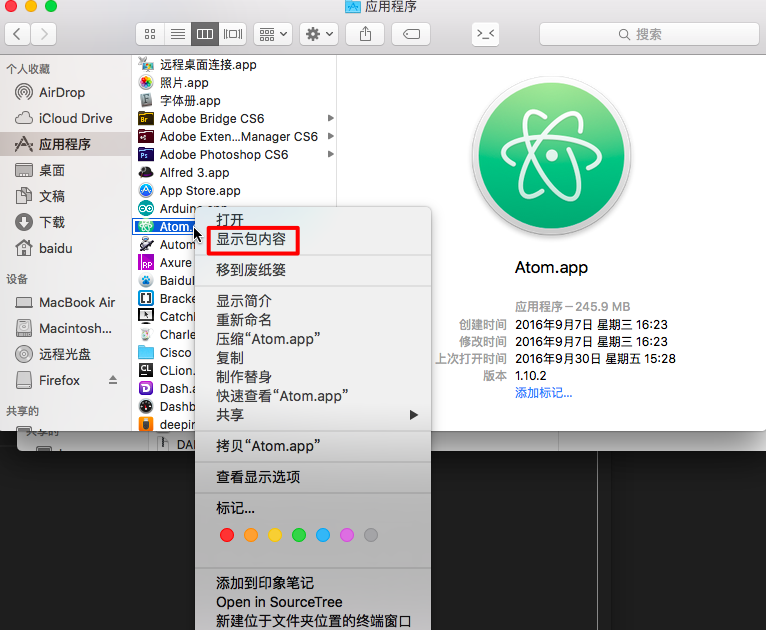 应用程序
搜索
个人收藏
AirDrop
iCloud Drive
应用程序
桌面
文稿
下载
baidu
设备
MacBook Air
Macintosh...
远程光盘
Firefox
共享的
远程桌面连接.app
照片.app
字体册.app
Adobe Bridge CS6
Adobe Exten...Manager CS6
Adobe Photoshop CS6
Alfred 3.app
App Store.app
Arduino.app
Atom.
Autom
Axure
Baidu
Bracke
Catch
Charle
Cisco
CLion.
Dash.a
Dashb
deepin
DA
打开
显示包内容
移到废纸篓
显示简介
重新命名
压缩“Atom.app”
复制
制作替身
快速查看“Atom.app”
共享
拷贝“Atom.app”
查看显示选项
标记...
添加到印象笔记
Open in SourceTree
新建位于文件夹位置的终端窗口
Atom.app
应用程序－245.9 MB
创建时间 2016年9月7日 星期三 16:23
修改时间 2016年9月7日 星期三 16:23
上次打开时间 2016年9月30日 星期五 15:28
版本 1.10.2
添加标记...